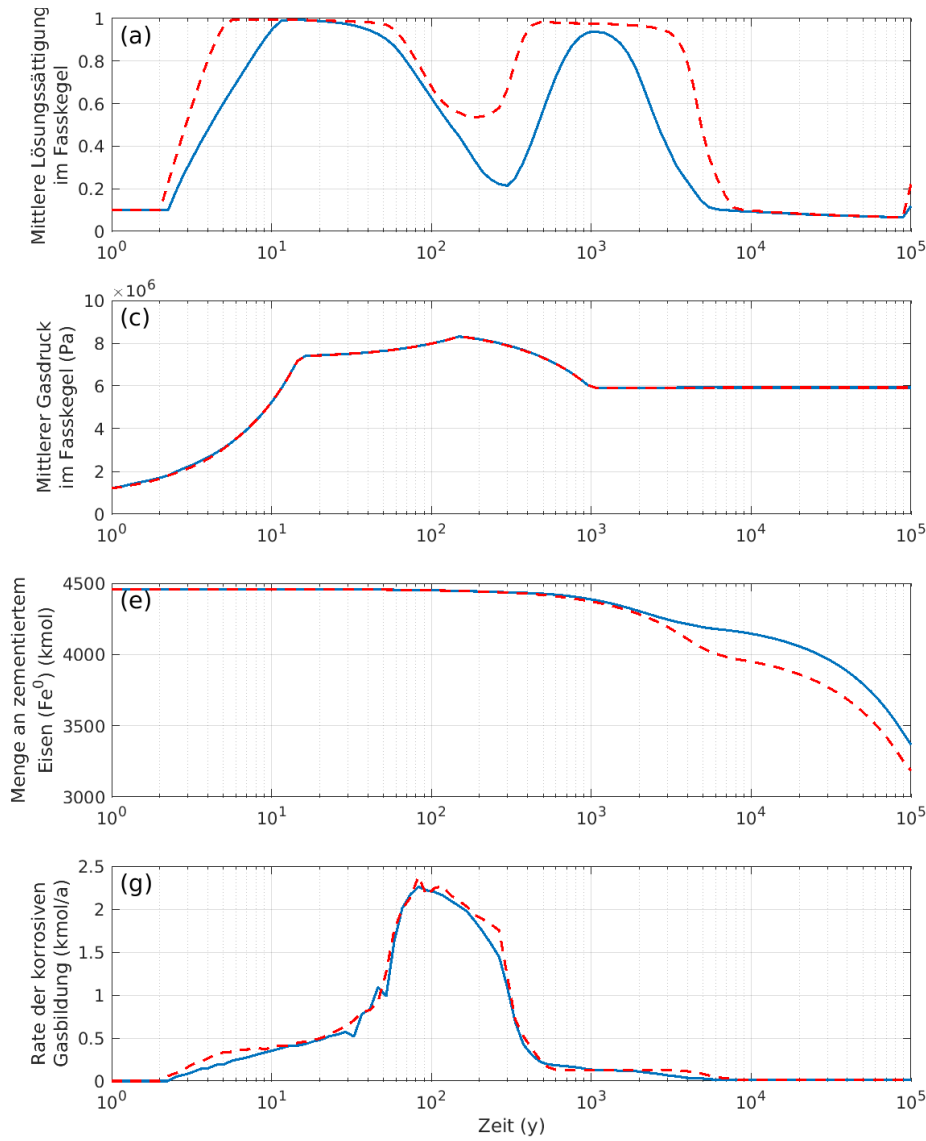 (a)
Mittlere Lösungssättigung
im Fasskegel
1
0.8
0.6
0.4
0.2
0
10^0 10^1 10^2 10^3 10^4 10^5
×10^6
(c)
Mittlerer Gasdruck
im Fasskegel (Pa)
10
8
6
4
2
0
10^0 10^1 10^2 10^3 10^4 10^5
(e)
Menge an zementiertem
Eisen (Fe^0) (kmol)
4500
4000
3500
3000
10^0 10^1 10^2 10^3 10^4 10^5
(g)
Rate der korrosiven
Gasbildung (kmol/a)
2.5
2
1.5
1
0.5
0
10^0 10^1 10^2 10^3 10^4 10^5
Zeit (y)